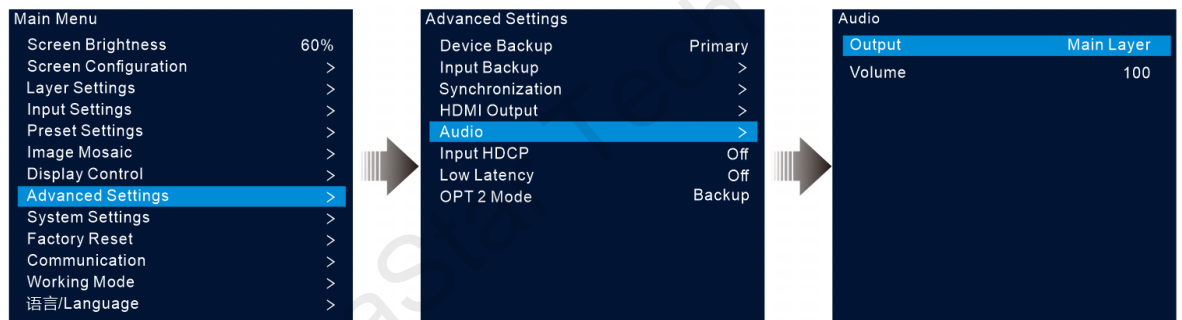 Main Menu
Screen Brightness 60%
Screen Configuration >
Layer Settings >
Input Settings >
Preset Settings >
Image Mosaic >
Display Control >
Advanced Settings >
System Settings >
Factory Reset >
Communication >
Working Mode >
语言/Language >
Advanced Settings
Device Backup Primary
Input Backup >
Synchronization >
HDMI Output >
Audio >
Input HDCP Off
Low Latency Off
OPT 2 Mode Backup
Audio
Output Main Layer
Volume 100